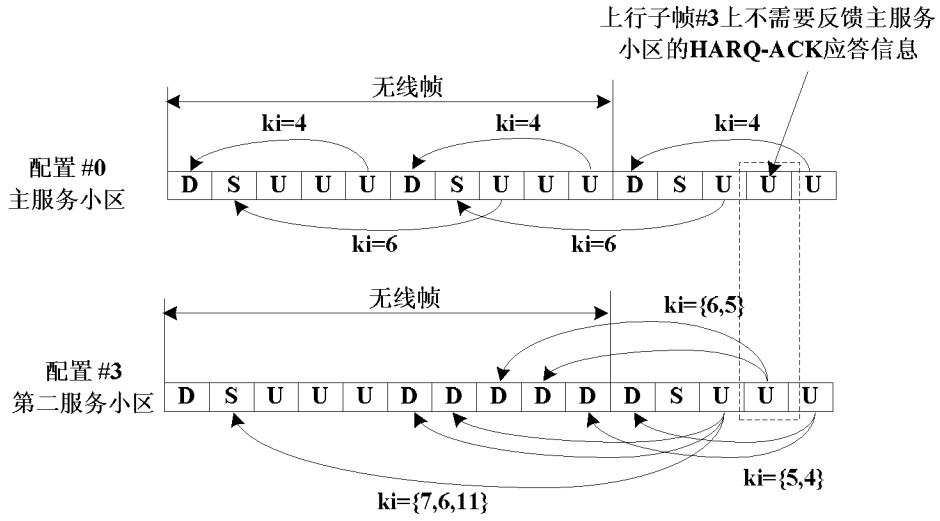 上行子帧#3上不需要反馈主服务
小区的HARQ-ACK应答信息
无线帧
ki=4 ki=4 ki=4
配置 #0
主服务小区
D S U U U D S U U U D S U U U
ki=6 ki=6
无线帧
ki={6,5}
配置 #3
第二服务小区
D S U U U D D D D D D S U U U
ki={5,4}
ki={7,6,11}